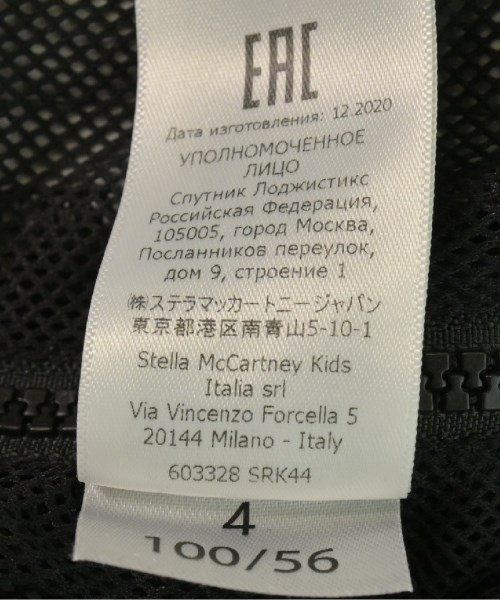 EAC
Дата изготовления: 12.2020
УПОЛНОМОЧЕННОЕ
ЛИЦО
Спутник Лоджистикс
Российская Федерация,
105005, город Москва,
Посланников переулок,
дом 9, строение 1
㈱ステラマッカートニージャパン
東京都港区南青山5-10-1
Stella McCartney Kids
Italia srl
Via Vincenzo Forcella 5
20144 Milano - Italy
603328 SRK44
4
100/56